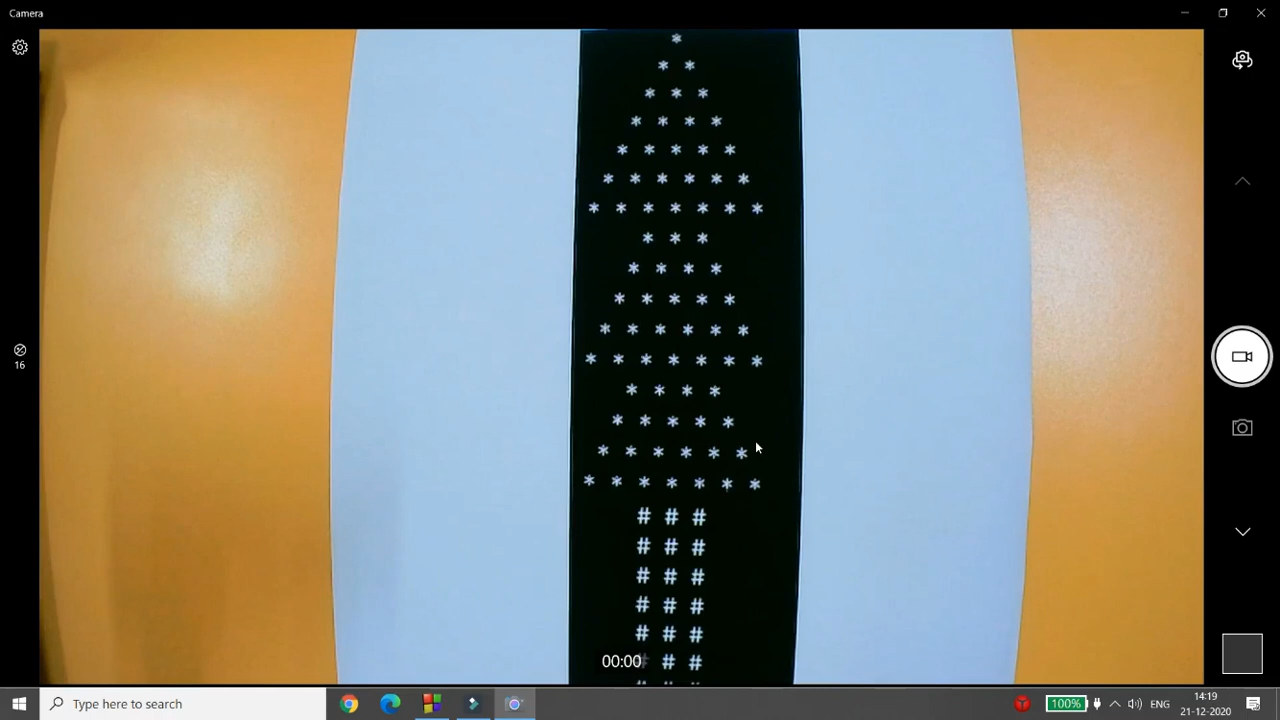 Camera
*
* *
* * *
* * * *
* * * * *
* * * * * *
* * * * * * *
* * *
* * * *
* * * * *
* * * * * *
* * * * * * *
* * * *
* * * * *
* * * * * *
* * * * * * *
# # #
# # #
# # #
# # #
# # #
# # #
16
00:00
Type here to search
100%
ENG
14:19
21-12-2020